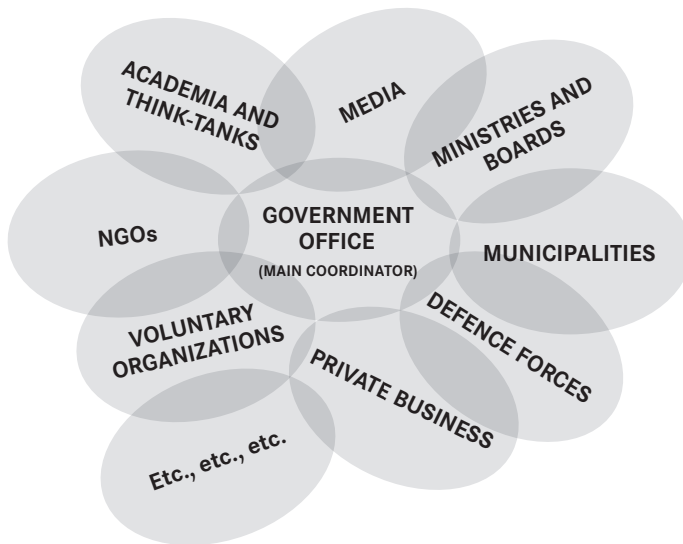 ACADEMIA AND
THINK-TANKS
MEDIA
MINISTRIES AND
BOARDS
NGOs
GOVERNMENT
OFFICE
(MAIN COORDINATOR)
MUNICIPALITIES
VOLUNTARY
ORGANIZATIONS
DEFENCE FORCES
PRIVATE BUSINESS
Etc., etc., etc.